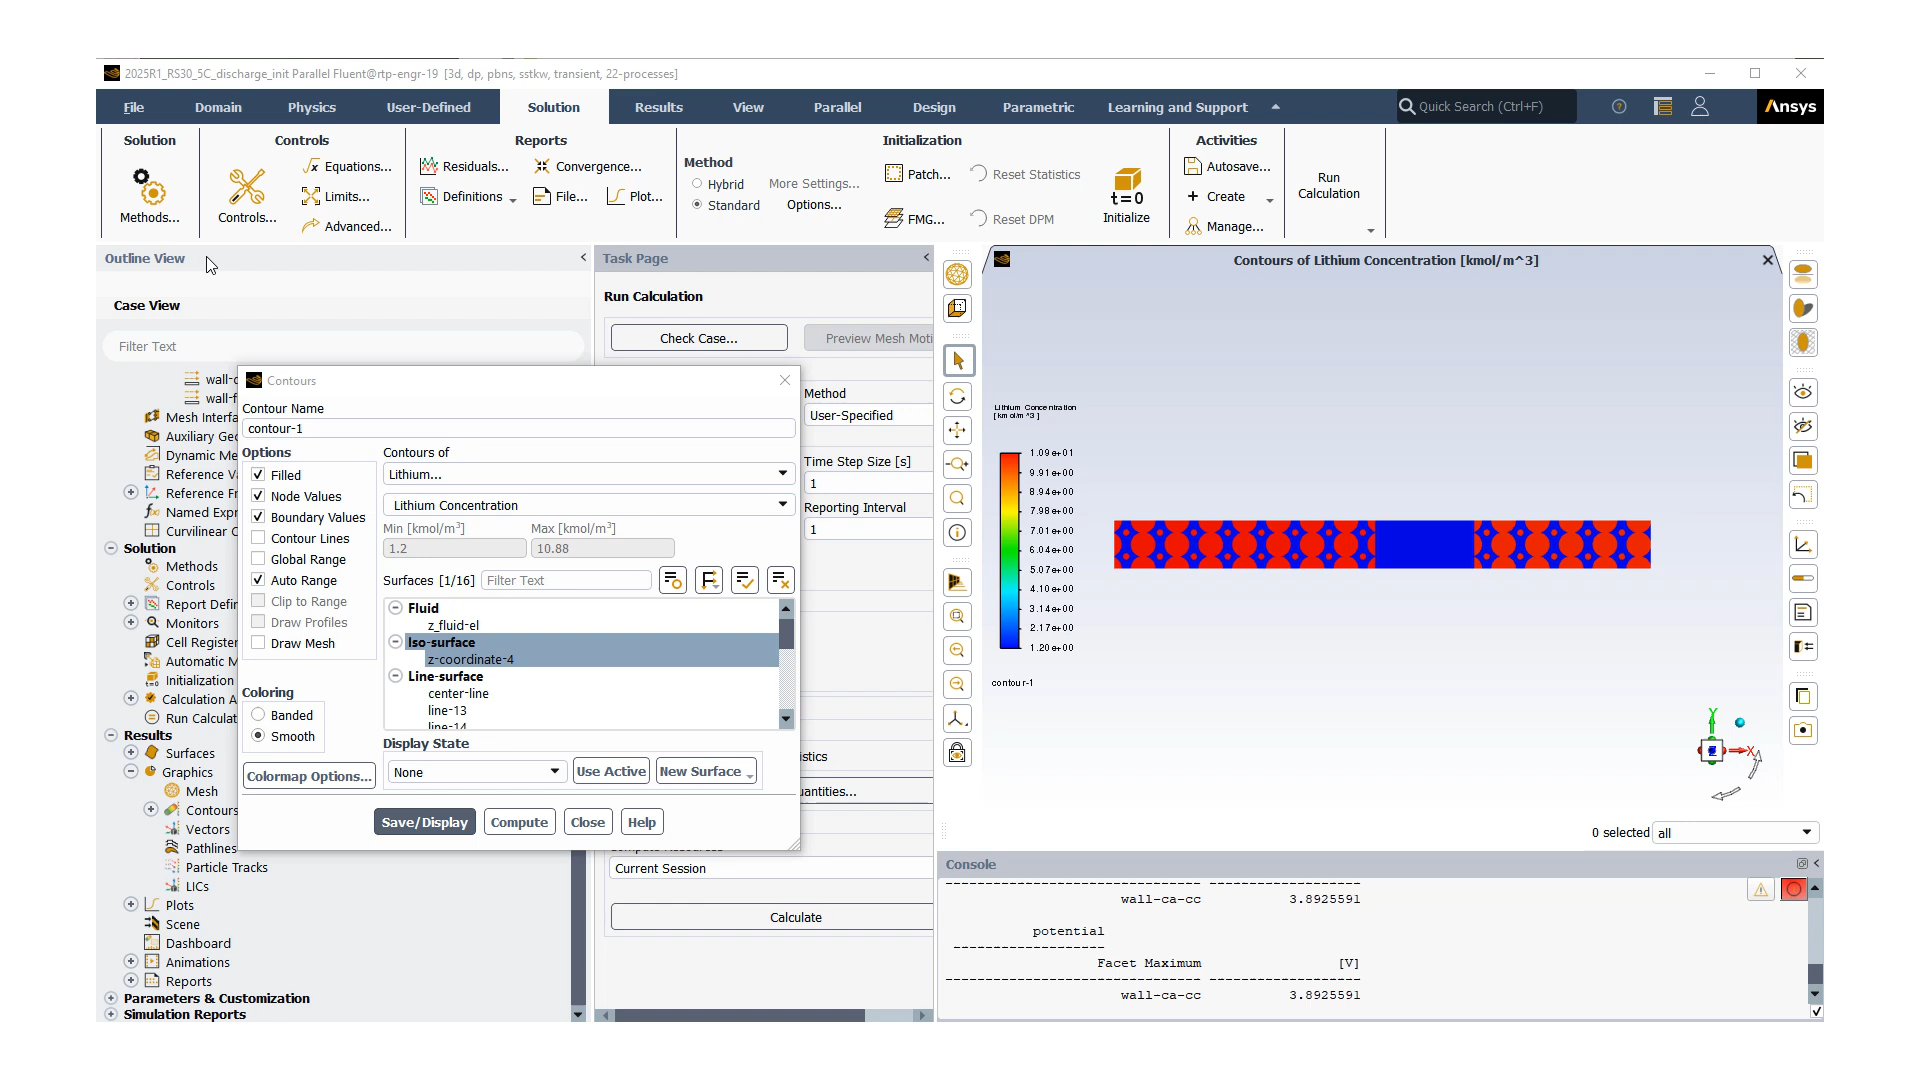 2025R1_RS30_5C_discharge_init Parallel Fluent@rtp-engr-19 [3d, dp, pbns, sstkw, transient, 22-processes]
File Domain Physics User-Defined Solution Results View Parallel Design Parametric Learning and Support Quick Search (Ctrl+F) Ansys
Solution Controls Reports Initialization Activities
Methods...
Controls...
Equations...
Limits...
Advanced...
Residuals...
Definitions
Convergence...
File...
Plot...
Method
Hybrid
Standard
More Settings...
Options...
Patch...
FMG...
Reset Statistics
Reset DPM
t=0
Initialize
Autosave...
Create
Manage...
Run
Calculation
Outline View
Case View
Filter Text
wall-c
wall-f
Mesh Interfa
Auxiliary Geo
Dynamic Me
Reference Va
Reference Fr
Named Expr
Curvilinear C
Solution
Methods
Controls
Report Defir
Monitors
Cell Register
Automatic M
Initialization
Calculation A
Run Calculat
Results
Surfaces
Graphics
Mesh
Contours
Vectors
Pathlines
Particle Tracks
LICs
Plots
Scene
Dashboard
Animations
Reports
Parameters & Customization
Simulation Reports
Contours
Contour Name
contour-1
Options
Filled
Node Values
Boundary Values
Contour Lines
Global Range
Auto Range
Clip to Range
Draw Profiles
Draw Mesh
Coloring
Banded
Smooth
Colormap Options...
Contours of
Lithium...
Lithium Concentration
Min [kmol/m³] Max [kmol/m³]
1.2 10.88
Surfaces [1/16] Filter Text
Fluid
z_fluid-el
Iso-surface
z-coordinate-4
Line-surface
center-line
line-13
line-14
Display State
None Use Active New Surface
Save/Display Compute Close Help
Task Page
Run Calculation
Check Case... Preview Mesh Moti
Method
User-Specified
Time Step Size [s]
1
Reporting Interval
1
istics
uantities...
Current Session
Calculate
Contours of Lithium Concentration [kmol/m^3]
Lithium Concentration
[kmol/m^3]
1.09e+01
9.91e+00
8.94e+00
7.98e+00
7.01e+00
6.04e+00
5.07e+00
4.10e+00
3.14e+00
2.17e+00
1.20e+00
contour-1
Y
X
0 selected all
Console
---------------------------------- --------------------
wall-ca-cc 3.8925591
potential
--------------------
Facet Maximum [V]
---------------------------------- --------------------
wall-ca-cc 3.8925591